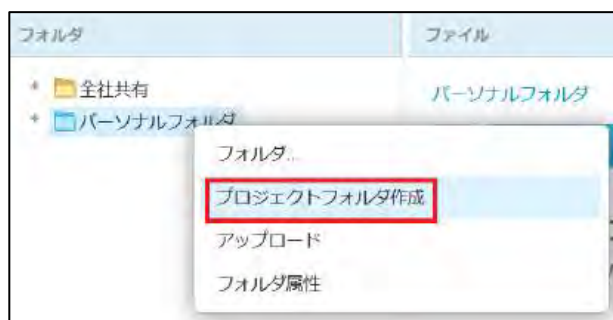 フォルダ
ファイル
全社共有
パーソナルフォルダ
パーソナルフォルダ
フォルダ...
プロジェクトフォルダ作成
アップロード
フォルダ属性